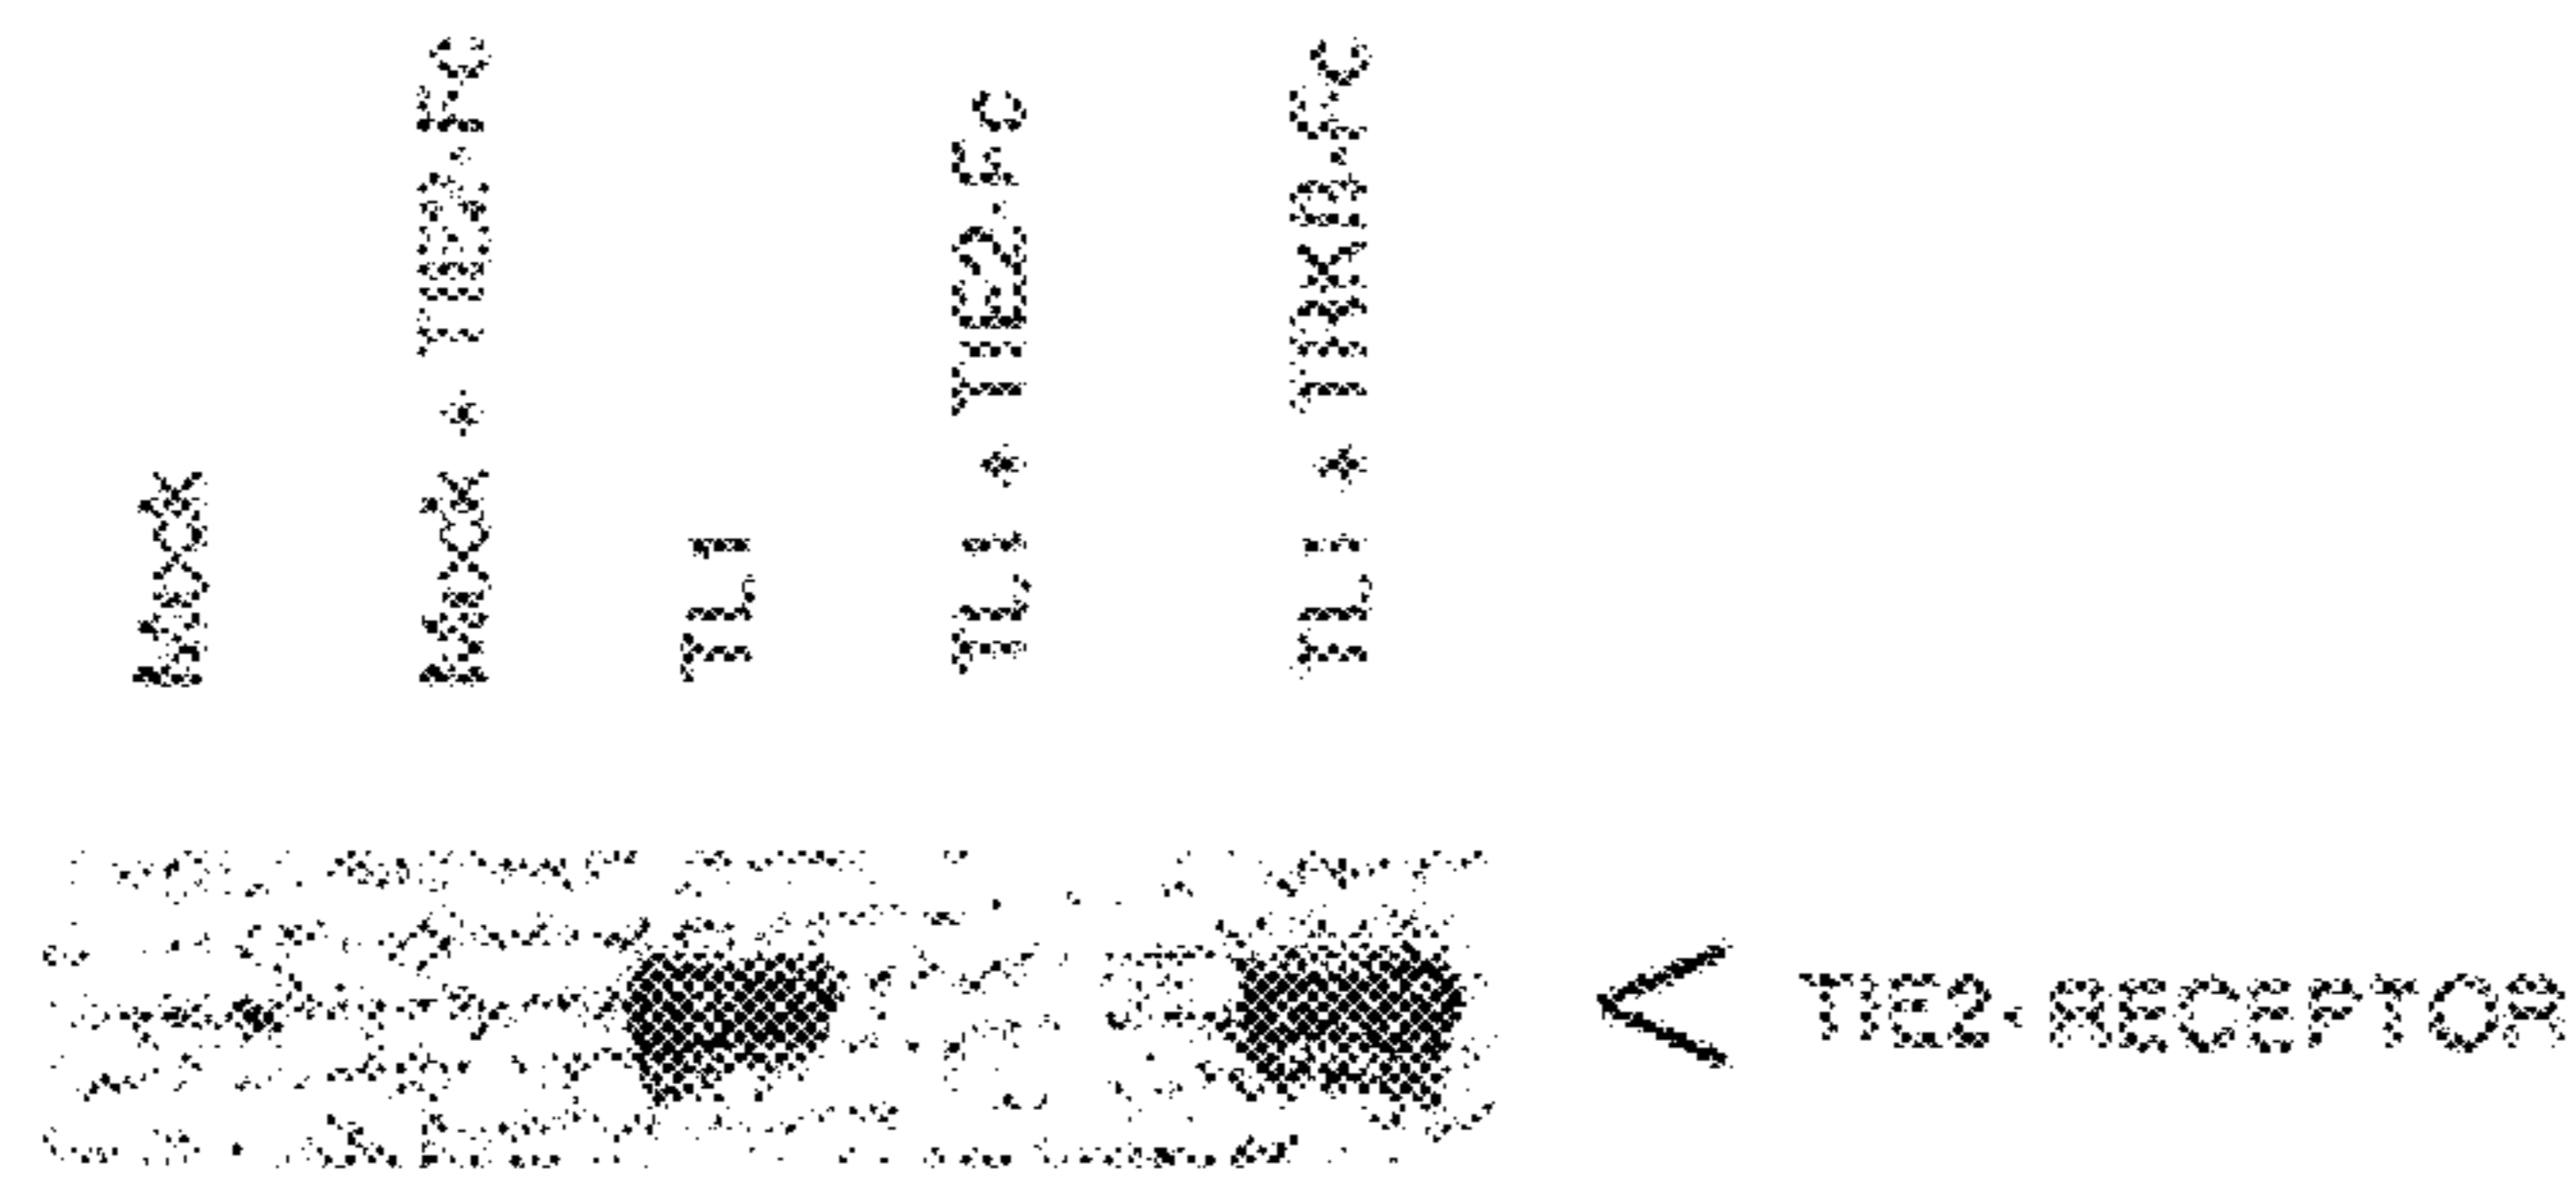 Mock
Mock + TIE2-FC
TL1
TL1 + TIE2-Fc
TL1 + TRKB-FC
TIE2-RECEPTOR